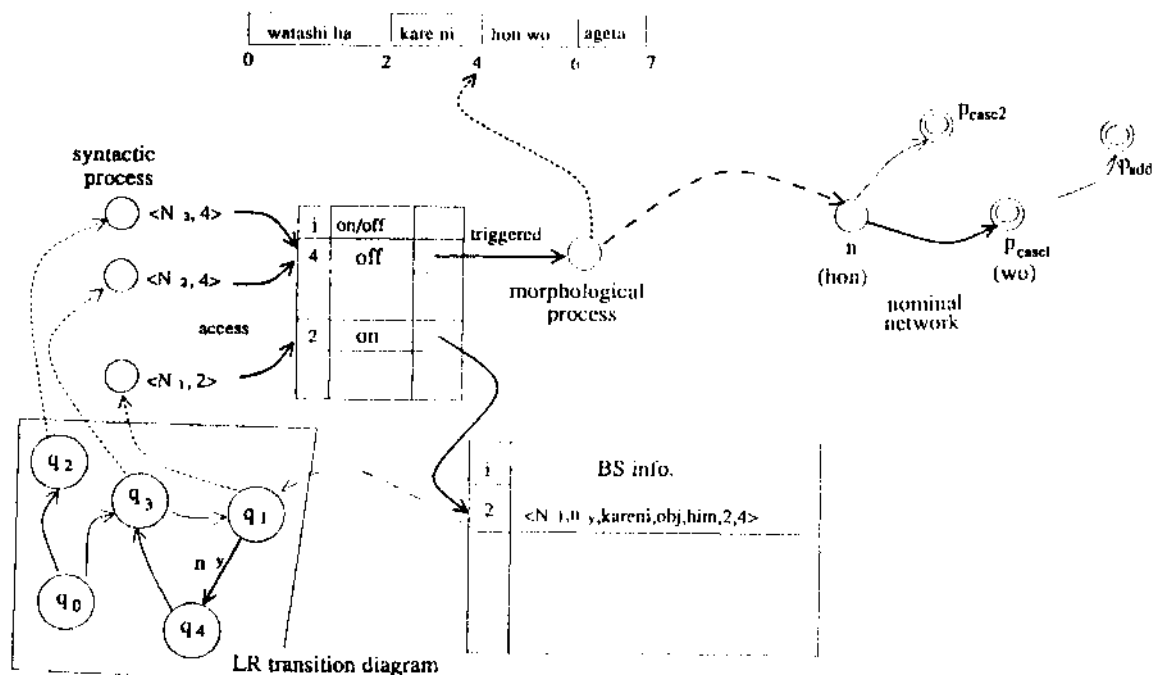 watashi ha kare ni hon wo ageta
0 2 4 6 7
syntactic
process
<N 3, 4>
<N 2, 4>
<N 1, 2>
access
i on/off
4 off
2 on
triggered
morphological
process
n
(hon)
p case1
(wo)
p case2
p add
nominal
network
i BS info.
2 <N 1, n y,kareni,obj,him,2,4>
q 2
q 3
q 1
n y
q 0
q 4
LR transition diagram